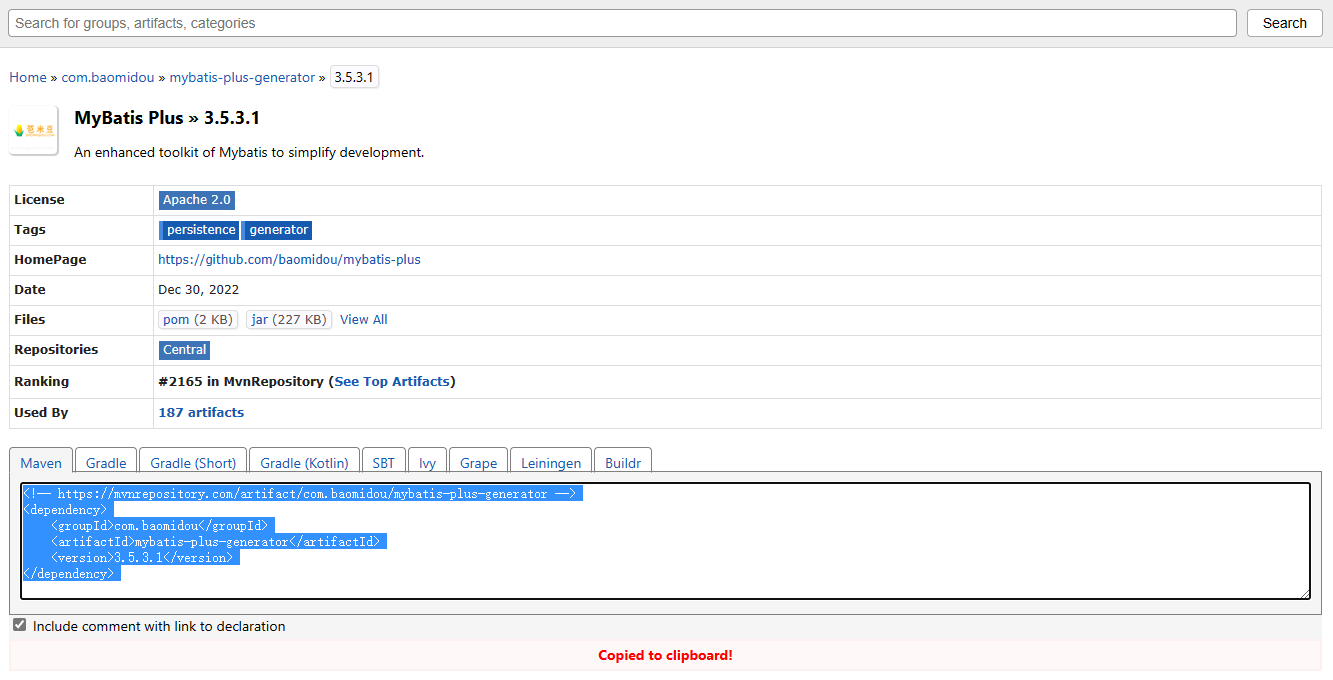 Search for groups, artifacts, categories
Search
Home » com.baomidou » mybatis-plus-generator » 3.5.3.1
MyBatis Plus » 3.5.3.1
An enhanced toolkit of Mybatis to simplify development.
License Apache 2.0
Tags persistence generator
HomePage https://github.com/baomidou/mybatis-plus
Date Dec 30, 2022
Files pom (2 KB) jar (227 KB) View All
Repositories Central
Ranking #2165 in MvnRepository (See Top Artifacts)
Used By 187 artifacts
Maven Gradle Gradle (Short) Gradle (Kotlin) SBT Ivy Grape Leiningen Buildr
<!-- https://mvnrepository.com/artifact/com.baomidou/mybatis-plus-generator -->
<dependency>
    <groupId>com.baomidou</groupId>
    <artifactId>mybatis-plus-generator</artifactId>
    <version>3.5.3.1</version>
</dependency>
Include comment with link to declaration
Copied to clipboard!